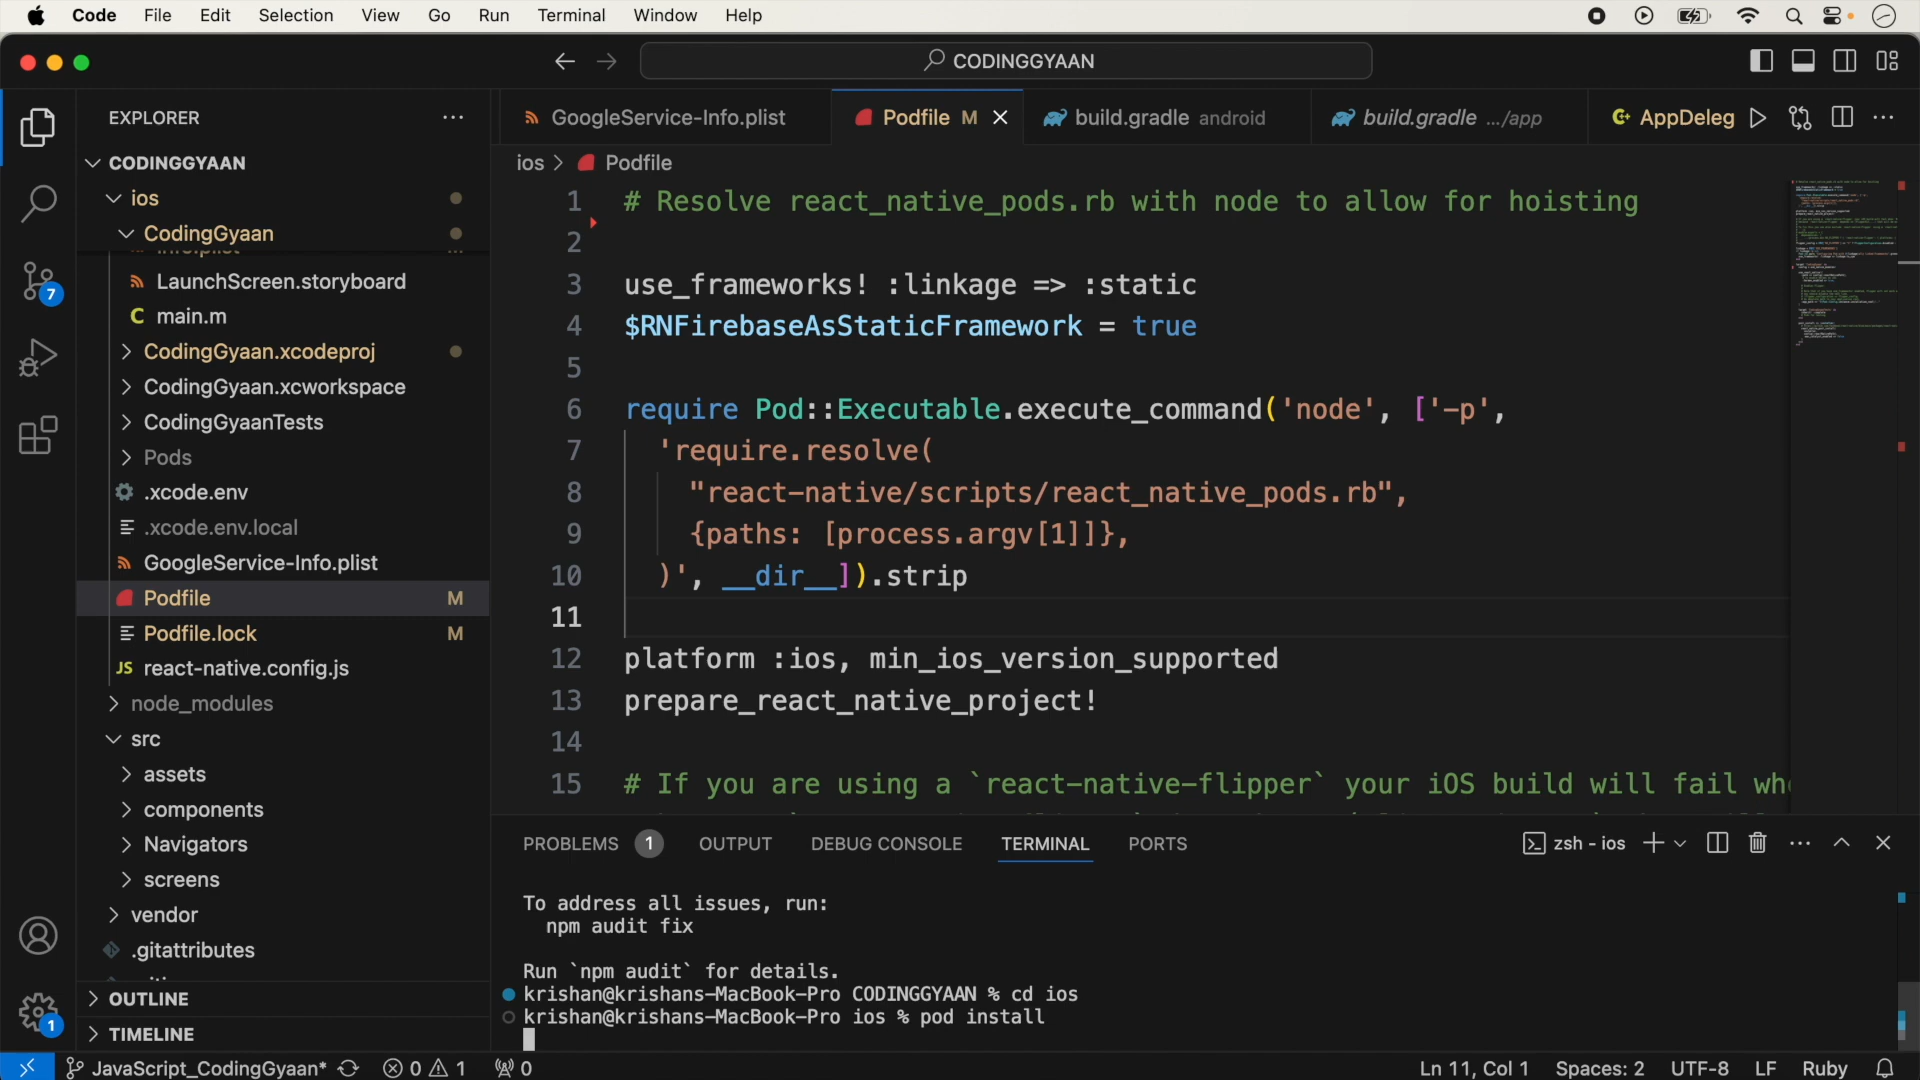 Code File Edit Selection View Go Run Terminal Window Help
CODINGGYAAN
EXPLORER
CODINGGYAAN
ios
CodingGyaan
LaunchScreen.storyboard
C main.m
CodingGyaan.xcodeproj
CodingGyaan.xcworkspace
CodingGyaanTests
Pods
.xcode.env
.xcode.env.local
GoogleService-Info.plist
Podfile M
Podfile.lock M
JS react-native.config.js
node_modules
src
assets
components
Navigators
screens
vendor
.gitattributes
OUTLINE
TIMELINE
7
1
GoogleService-Info.plist Podfile M build.gradle android build.gradle .../app AppDeleg
ios > Podfile
1 # Resolve react_native_pods.rb with node to allow for hoisting
2
3 use_frameworks! :linkage => :static
4 $RNFirebaseAsStaticFramework = true
5
6 require Pod::Executable.execute_command('node', ['-p',
7 'require.resolve(
8 "react-native/scripts/react_native_pods.rb",
9 {paths: [process.argv[1]]},
10 )', __dir__]).strip
11
12 platform :ios, min_ios_version_supported
13 prepare_react_native_project!
14
15 # If you are using a `react-native-flipper` your iOS build will fail
PROBLEMS 1 OUTPUT DEBUG CONSOLE TERMINAL PORTS zsh - ios
To address all issues, run:
npm audit fix
Run `npm audit` for details.
krishan@krishans-MacBook-Pro CODINGGYAAN % cd ios
krishan@krishans-MacBook-Pro ios % pod install
JavaScript_CodingGyaan* 0 1 0 Ln 11, Col 1 Spaces: 2 UTF-8 LF Ruby